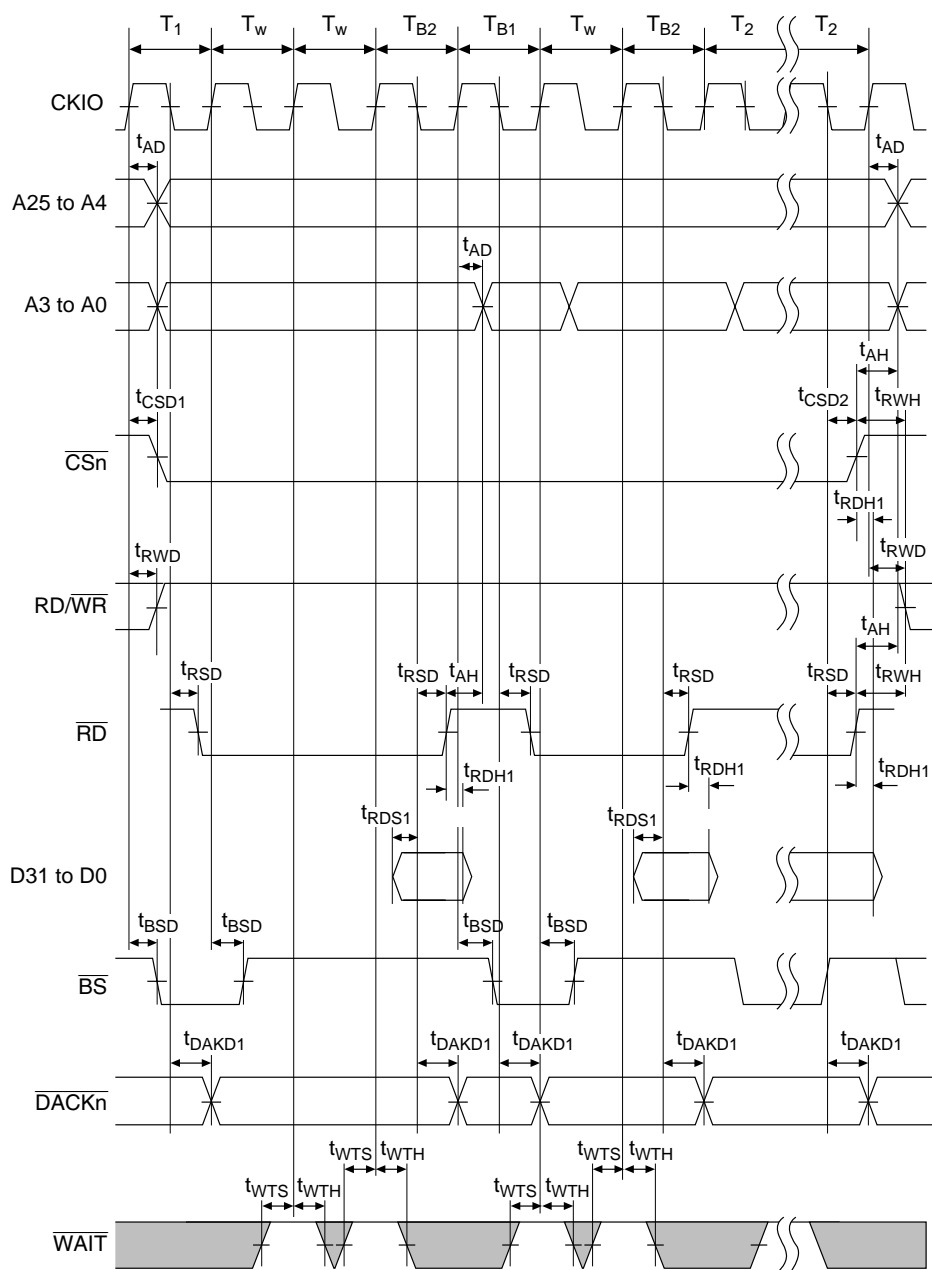 T1 Tw Tw TB2 TB1 Tw TB2 T2 T2
CKIO
tAD tAD
A25 to A4
tAD
A3 to A0
tAH
tCSD1 tCSD2 tRWH
CSn
tRDH1
tRWD tRWD
RD/WR
tAH
tRSD tRSD tAH tRSD tRSD tRSD tRWH
RD
tRDH1 tRDH1 tRDH1
tRDS1 tRDS1
D31 to D0
tBSD tBSD tBSD tBSD
BS
tDAKD1 tDAKD1 tDAKD1 tDAKD1 tDAKD1
DACKn
tWTS tWTH tWTS tWTH
tWTS tWTH tWTS tWTH
WAIT